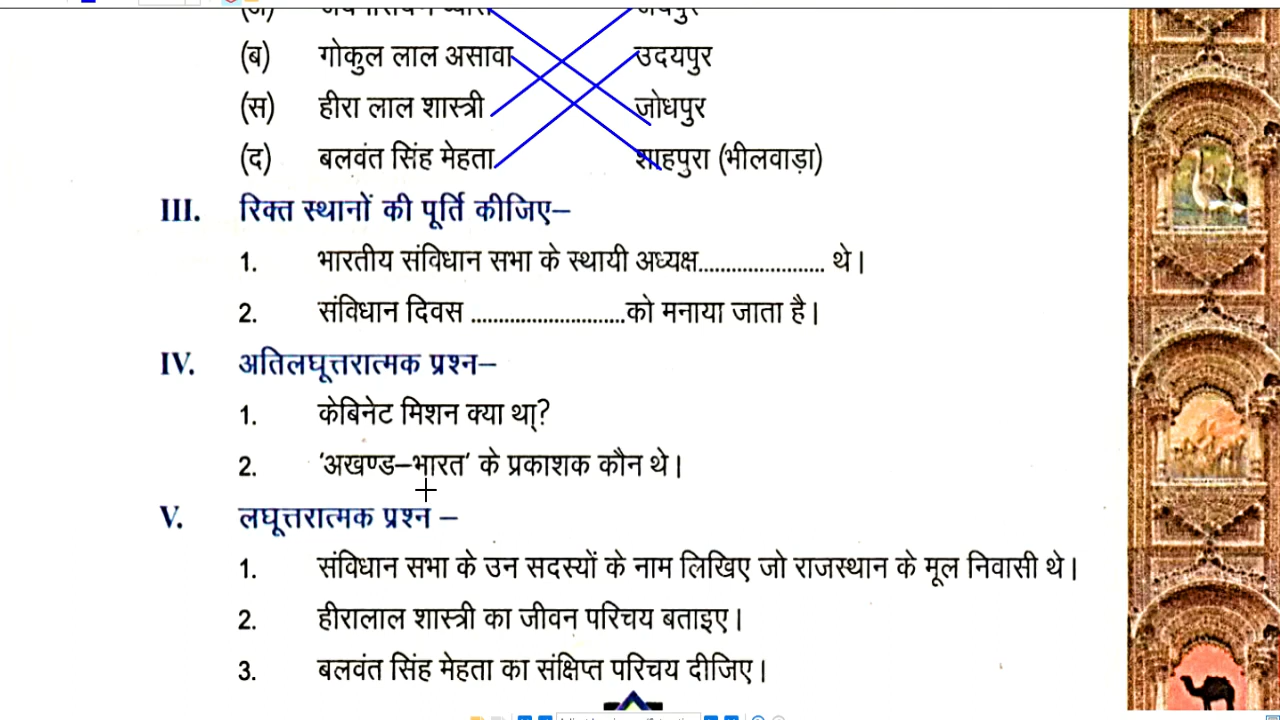 (ब) गोकुल लाल असावा उदयपुर
(स) हीरा लाल शास्त्री जोधपुर
(द) बलवंत सिंह मेहता शाहपुरा (भीलवाड़ा)
III. रिक्त स्थानों की पूर्ति कीजिए–
1. भारतीय संविधान सभा के स्थायी अध्यक्ष....................... थे।
2. संविधान दिवस ............................को मनाया जाता है।
IV. अतिलघूत्तरात्मक प्रश्न–
1. केबिनेट मिशन क्या था?
2. 'अखण्ड–भारत' के प्रकाशक कौन थे।
V. लघूत्तरात्मक प्रश्न –
1. संविधान सभा के उन सदस्यों के नाम लिखिए जो राजस्थान के मूल निवासी थे।
2. हीरालाल शास्त्री का जीवन परिचय बताइए।
3. बलवंत सिंह मेहता का संक्षिप्त परिचय दीजिए।